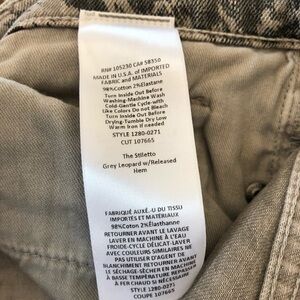 RN# 105230 CA# 58350
MADE IN U.S.A. of IMPORTED
FABRIC and MATERIALS
98%Cotton 2%Elastane
Turn Inside Out Before
Washing-Machine Wash
Cold-Gentle Cycle-with
Like Colors Do not Bleach
Turn Inside Out Before
Drying-Tumble Dry Low
Warm Iron if needed
STYLE 1280-0271
CUT 107665
The Stiletto
Grey Leopard w/Released
Hem
FABRIQUÉ AUX É.-U DU TISSU
IMPORTÉS ET MATÉRIAUX
98%Coton 2%Élasthanne
RETOURNER AVANT LE LAVAGE
LAVER EN MACHINE À L'EAU
FROIDE-CYCLE DÉLICAT-LAVER
AVEC COULEURS SIMILAIRES NE
PAS UTILISER D'AGENT DE
BLANCHIMENT RETOURNER AVANT
LE SÉCHAGE-SÉCHER EN MACHINE
À BASSE TEMPÉRATURE REPASSER
À FER CHAUD SI NÉCESSAIRE
STYLE 1280-0271
COUPE 107665